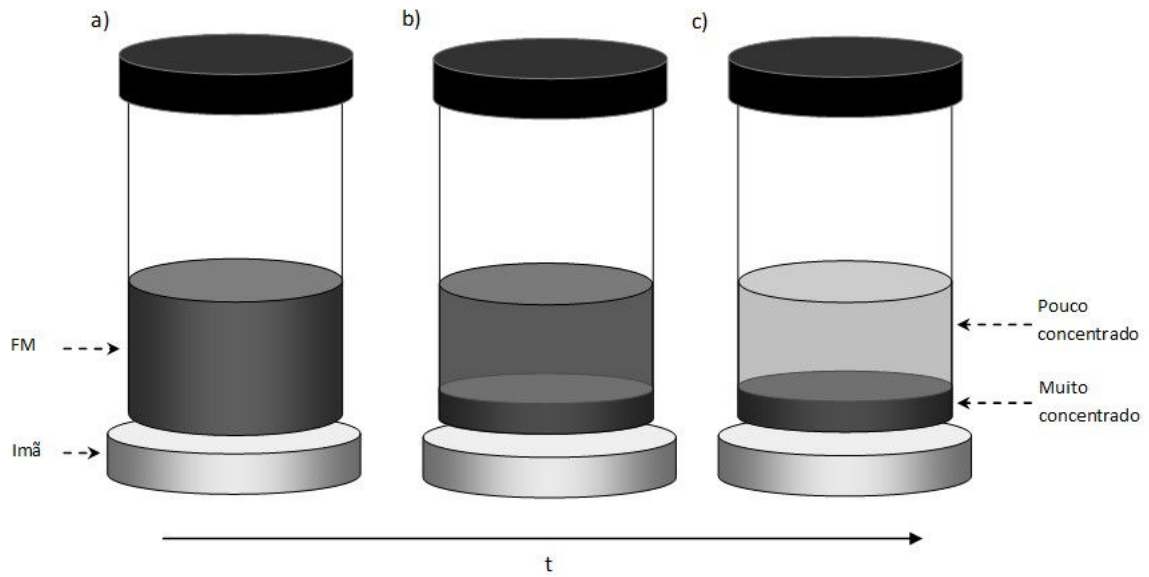 a)
b)
c)
FM
Imã
Pouco
concentrado
Muito
concentrado
t